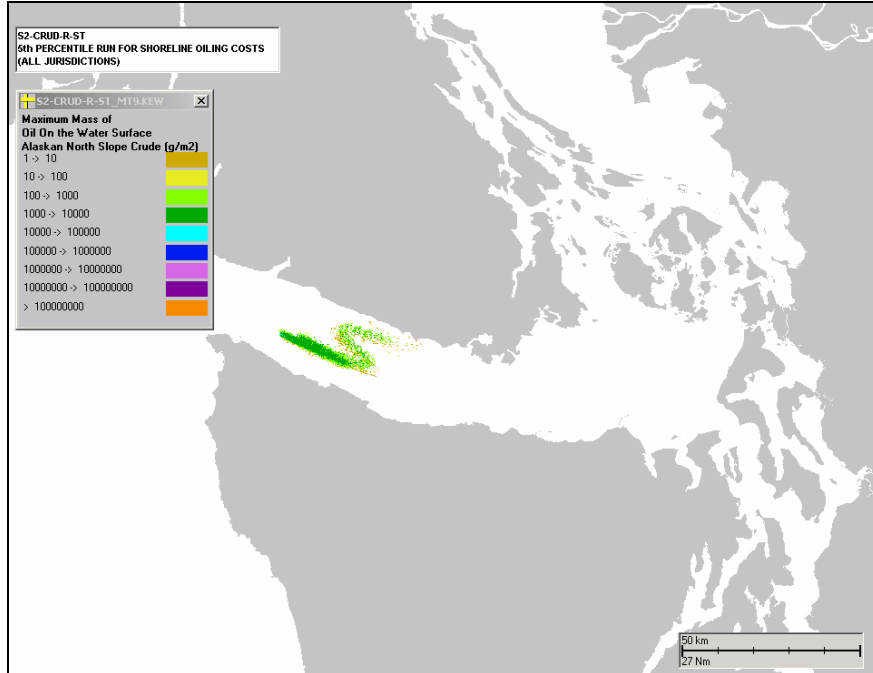 S2-CRUD-R-ST
5th PERCENTILE RUN FOR SHORELINE OILING COSTS
(ALL JURISDICTIONS)
S2-CRUD-R-ST_MT9.KEW
Maximum Mass of
Oil On the Water Surface
Alaskan North Slope Crude (g/m2)
1 -> 10
10 -> 100
100 -> 1000
1000 -> 10000
10000 -> 100000
100000 -> 1000000
1000000 -> 10000000
10000000 -> 100000000
> 100000000
50 km
27 Nm